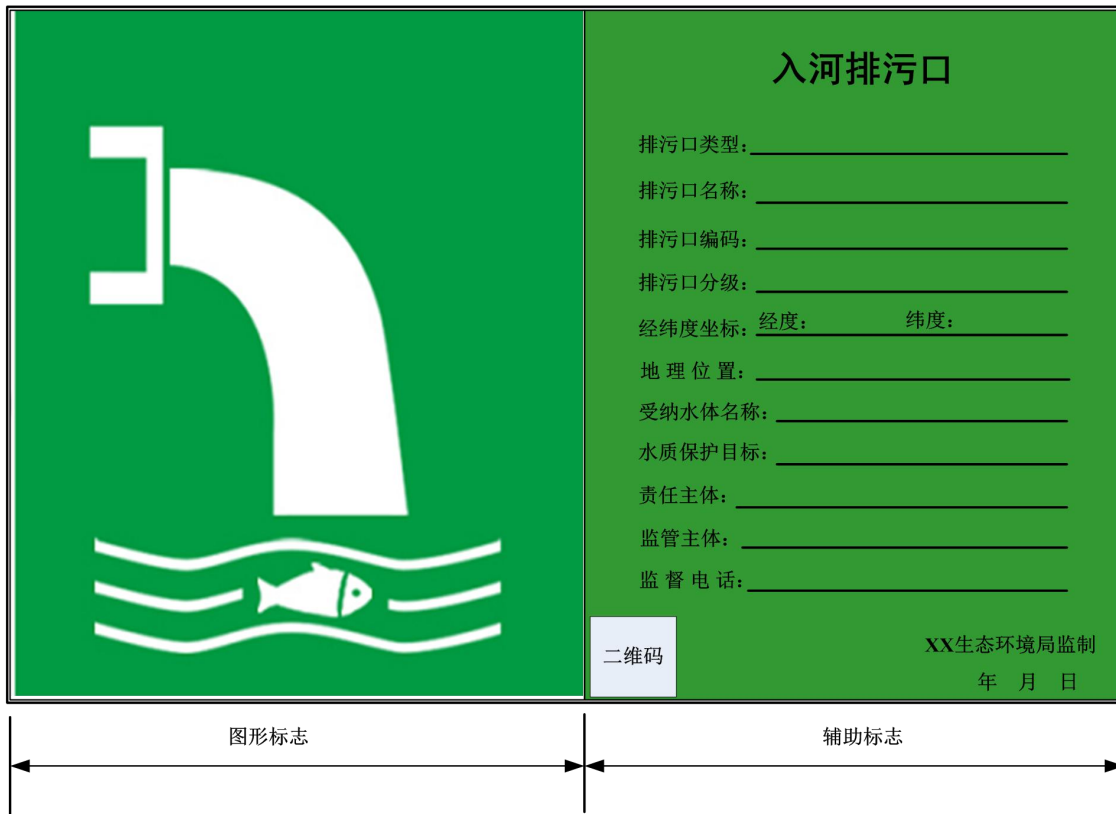 入河排污口
排污口类型：
排污口名称：
排污口编码：
排污口分级：
经纬度坐标：经度： 纬度：
地 理 位 置：
受纳水体名称：
水质保护目标：
责任主体：
监管主体：
监 督 电 话：
二维码
XX生态环境局监制
年 月 日
图形标志 辅助标志